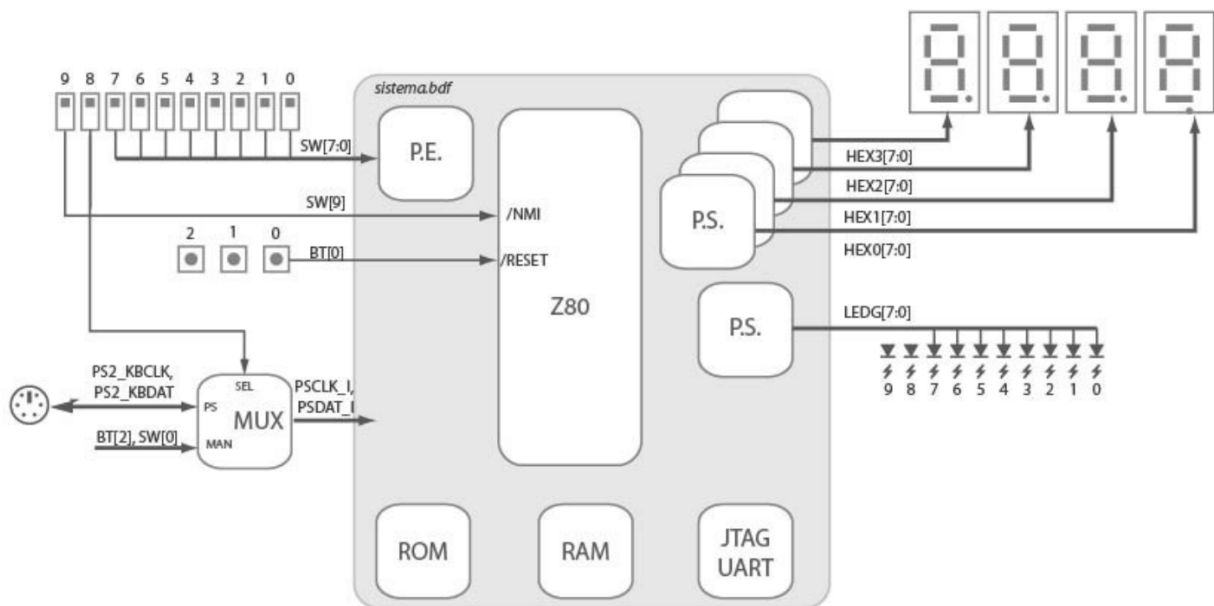 9 8 7 6 5 4 3 2 1 0
sistema.bdf
P.E.
SW[7:0]
SW[9]
/NMI
2 1 0
BT[0]
/RESET
Z80
HEX3[7:0]
HEX2[7:0]
P.S.
HEX1[7:0]
HEX0[7:0]
P.S.
LEDG[7:0]
9 8 7 6 5 4 3 2 1 0
PS2_KBCLK,
PS2_KBDAT
SEL
PS
MUX
MAN
PSCLK_I,
PSDAT_I
BT[2], SW[0]
ROM
RAM
JTAG
UART